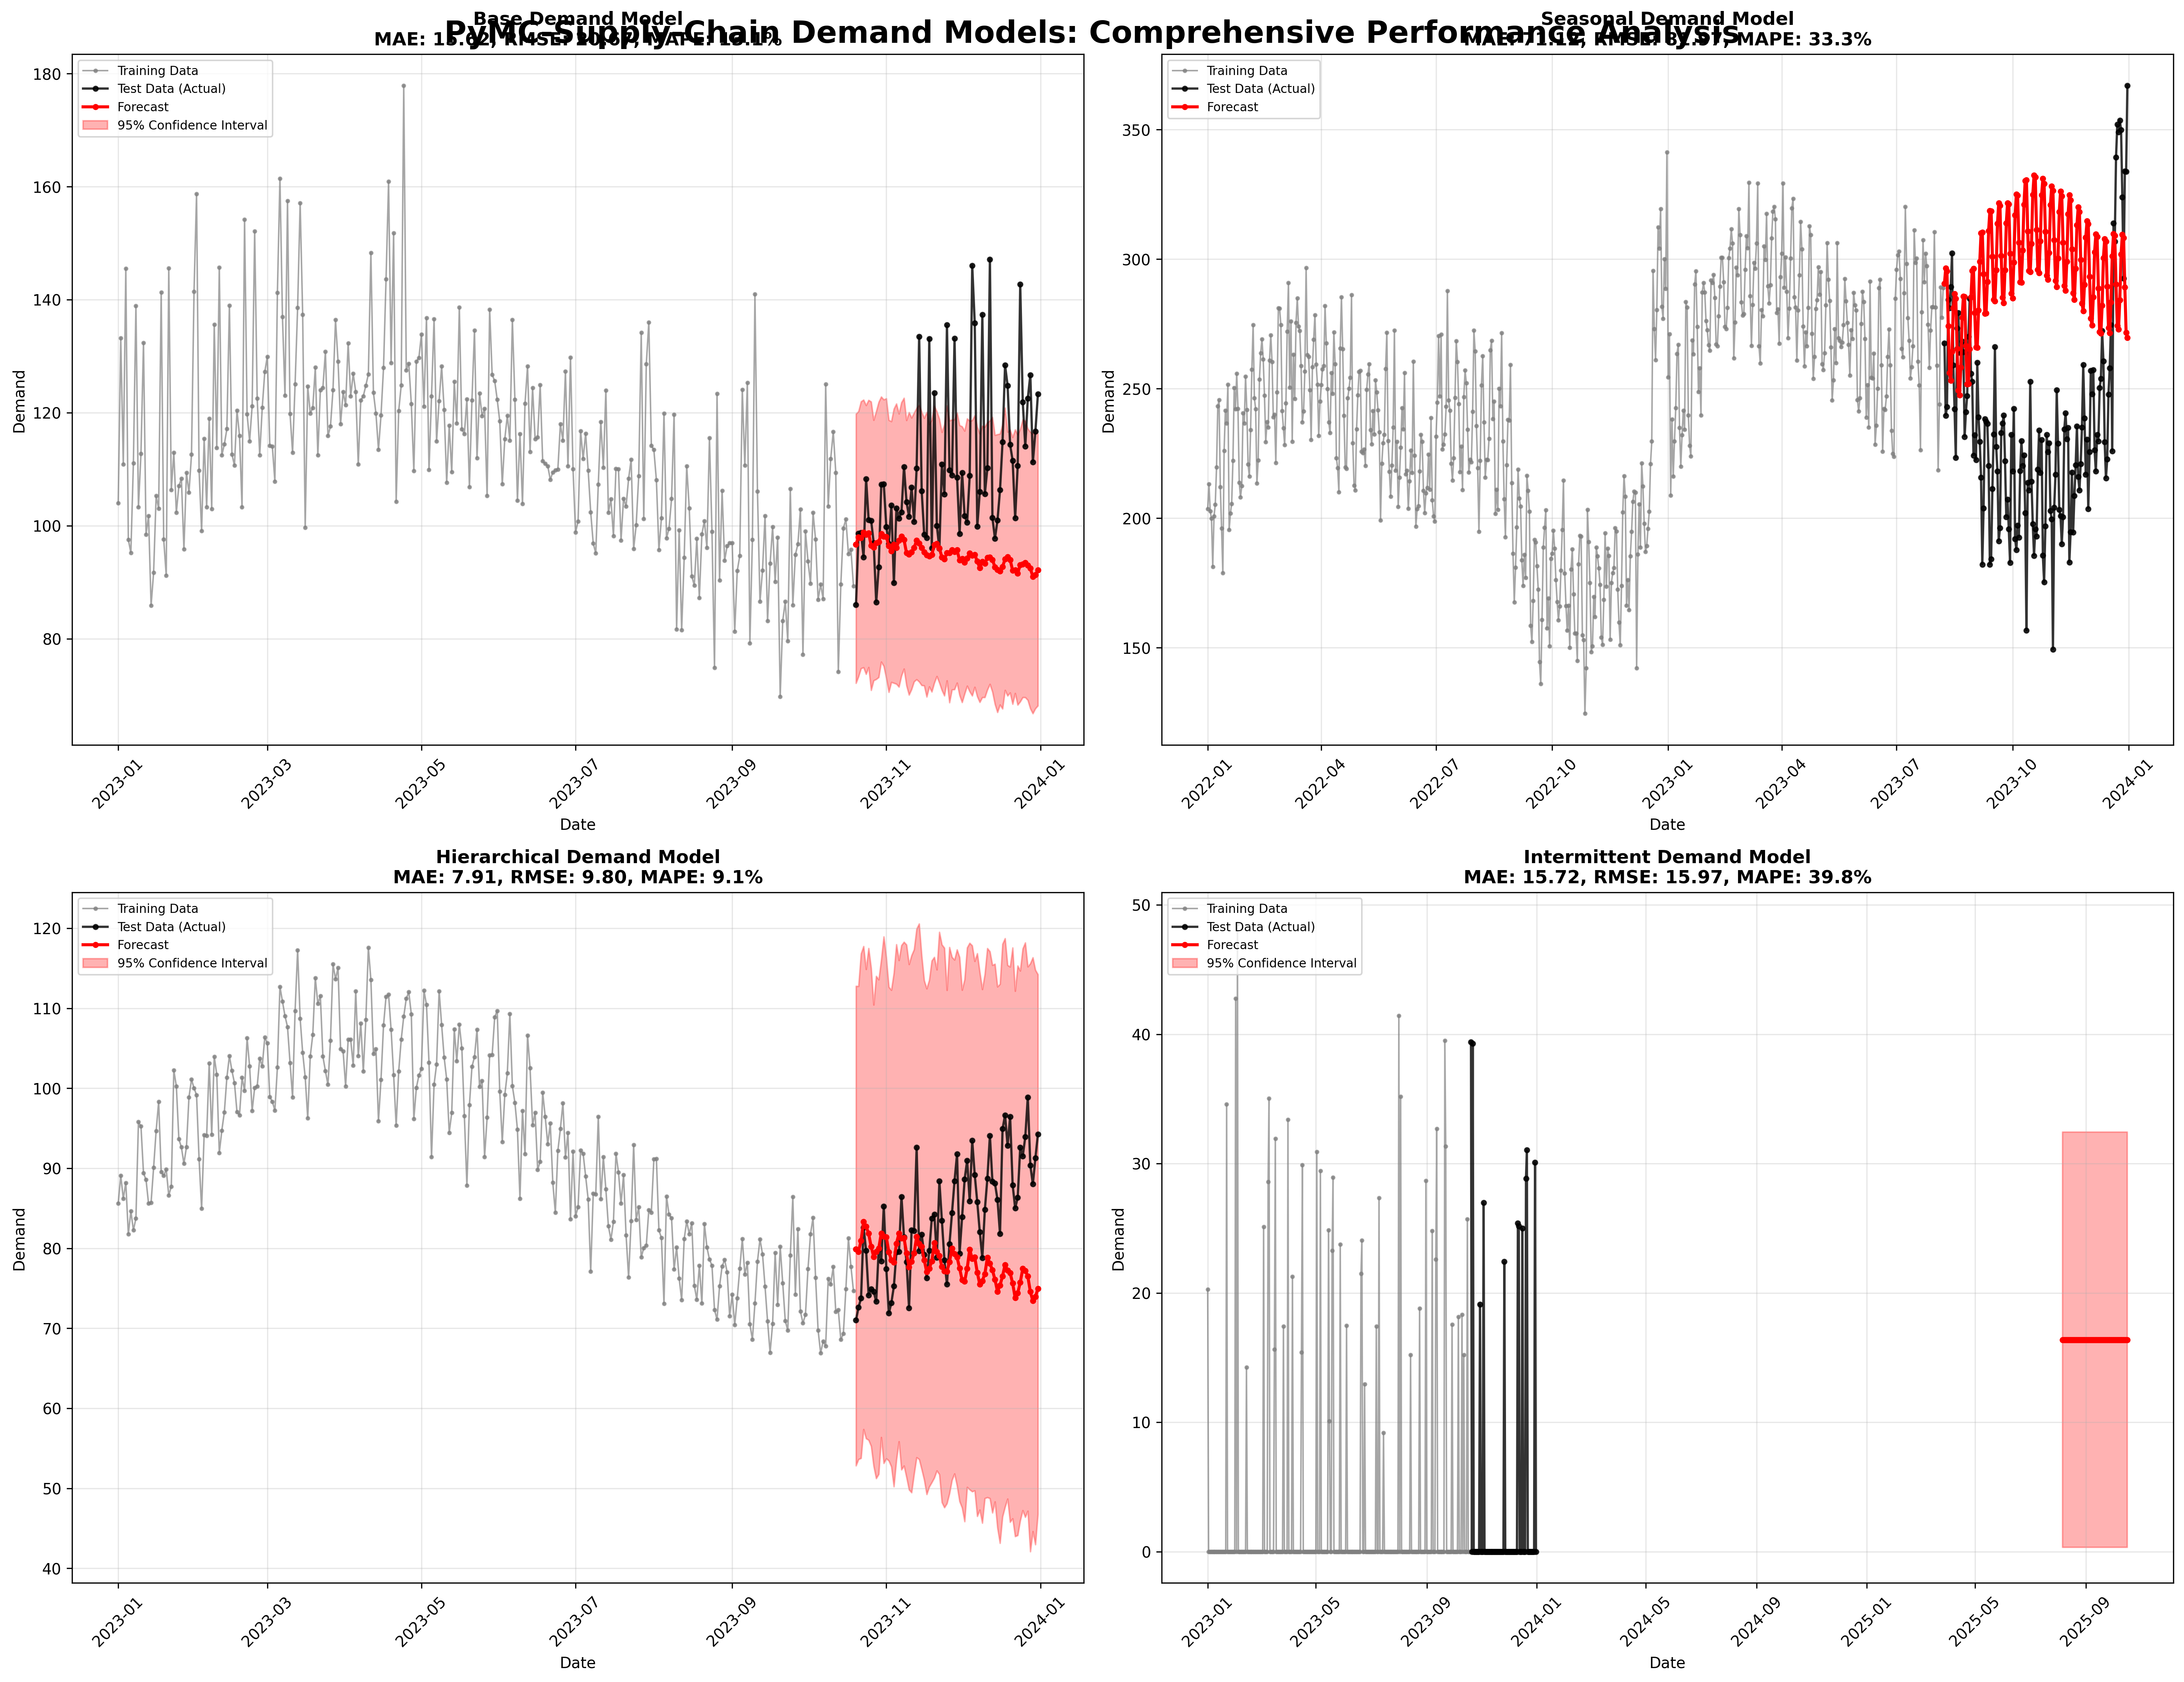 PyMC-Supply-Chain Demand Models: Comprehensive Performance Analysis
Base Demand Model
MAPE:
Training Data
Test Data (Actual)
Forecast
95% Confidence Interval
Demand
180
160
140
120
100
80
2023-01
2023-03
2023-05
2023-07
2023-09
2023-11
2024-01
Date
Seasonal Demand Model
MAPE: 33.3%
Training Data
Test Data (Actual)
Forecast
Demand
350
300
250
200
150
2022-01
2022-04
2022-07
2022-10
2023-01
2023-04
2023-07
2023-10
2024-01
Date
Hierarchical Demand Model
MAE: 7.91, RMSE: 9.80, MAPE: 9.1%
Training Data
Test Data (Actual)
Forecast
95% Confidence Interval
Demand
120
110
100
90
80
70
60
50
40
2023-01
2023-03
2023-05
2023-07
2023-09
2023-11
2024-01
Date
Intermittent Demand Model
MAE: 15.72, RMSE: 15.97, MAPE: 39.8%
Training Data
Test Data (Actual)
Forecast
95% Confidence Interval
Demand
50
40
30
20
10
0
2023-01
2023-05
2023-09
2024-01
2024-05
2024-09
2025-01
2025-05
2025-09
Date